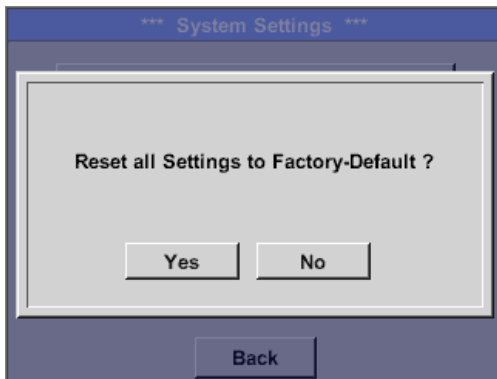 *** System Settings ***
Reset all Settings to Factory-Default ?
Yes No
Back